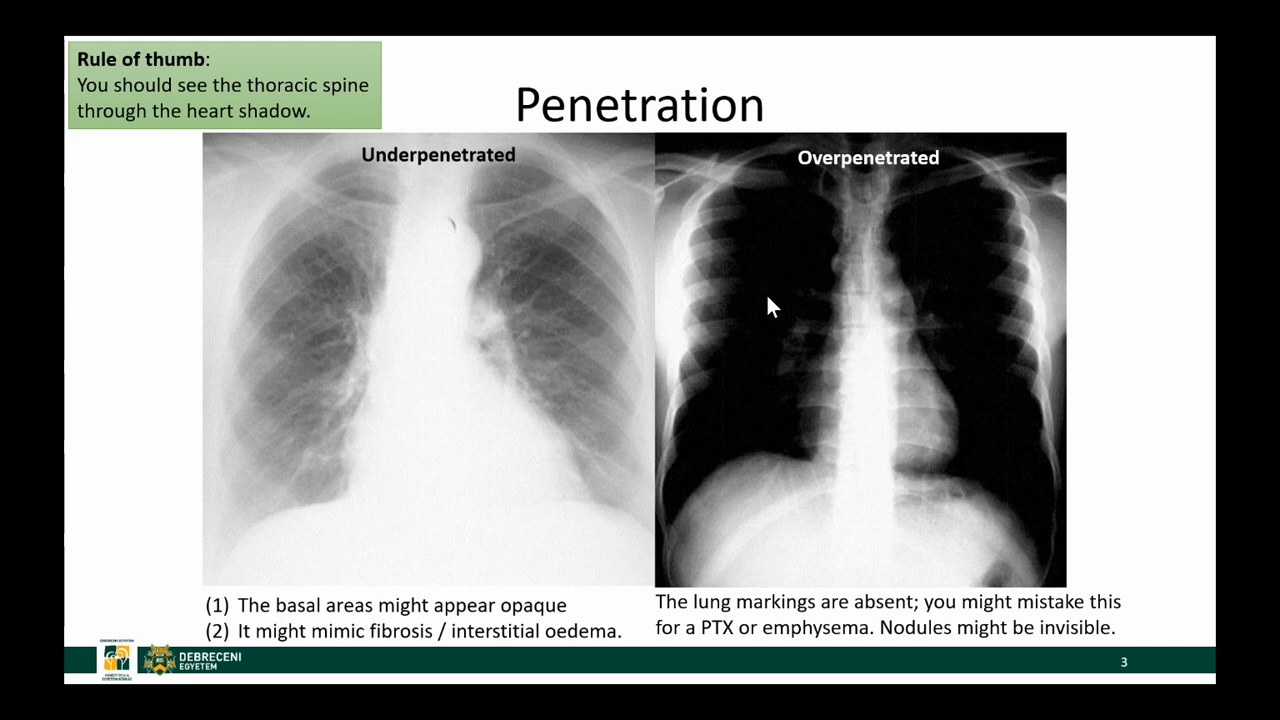 Rule of thumb:
You should see the thoracic spine
through the heart shadow.
Penetration
Underpenetrated
Overpenetrated
(1) The basal areas might appear opaque
(2) It might mimic fibrosis / interstitial oedema.
The lung markings are absent; you might mistake this
for a PTX or emphysema. Nodules might be invisible.
DEBRECENI
EGYETEM
3